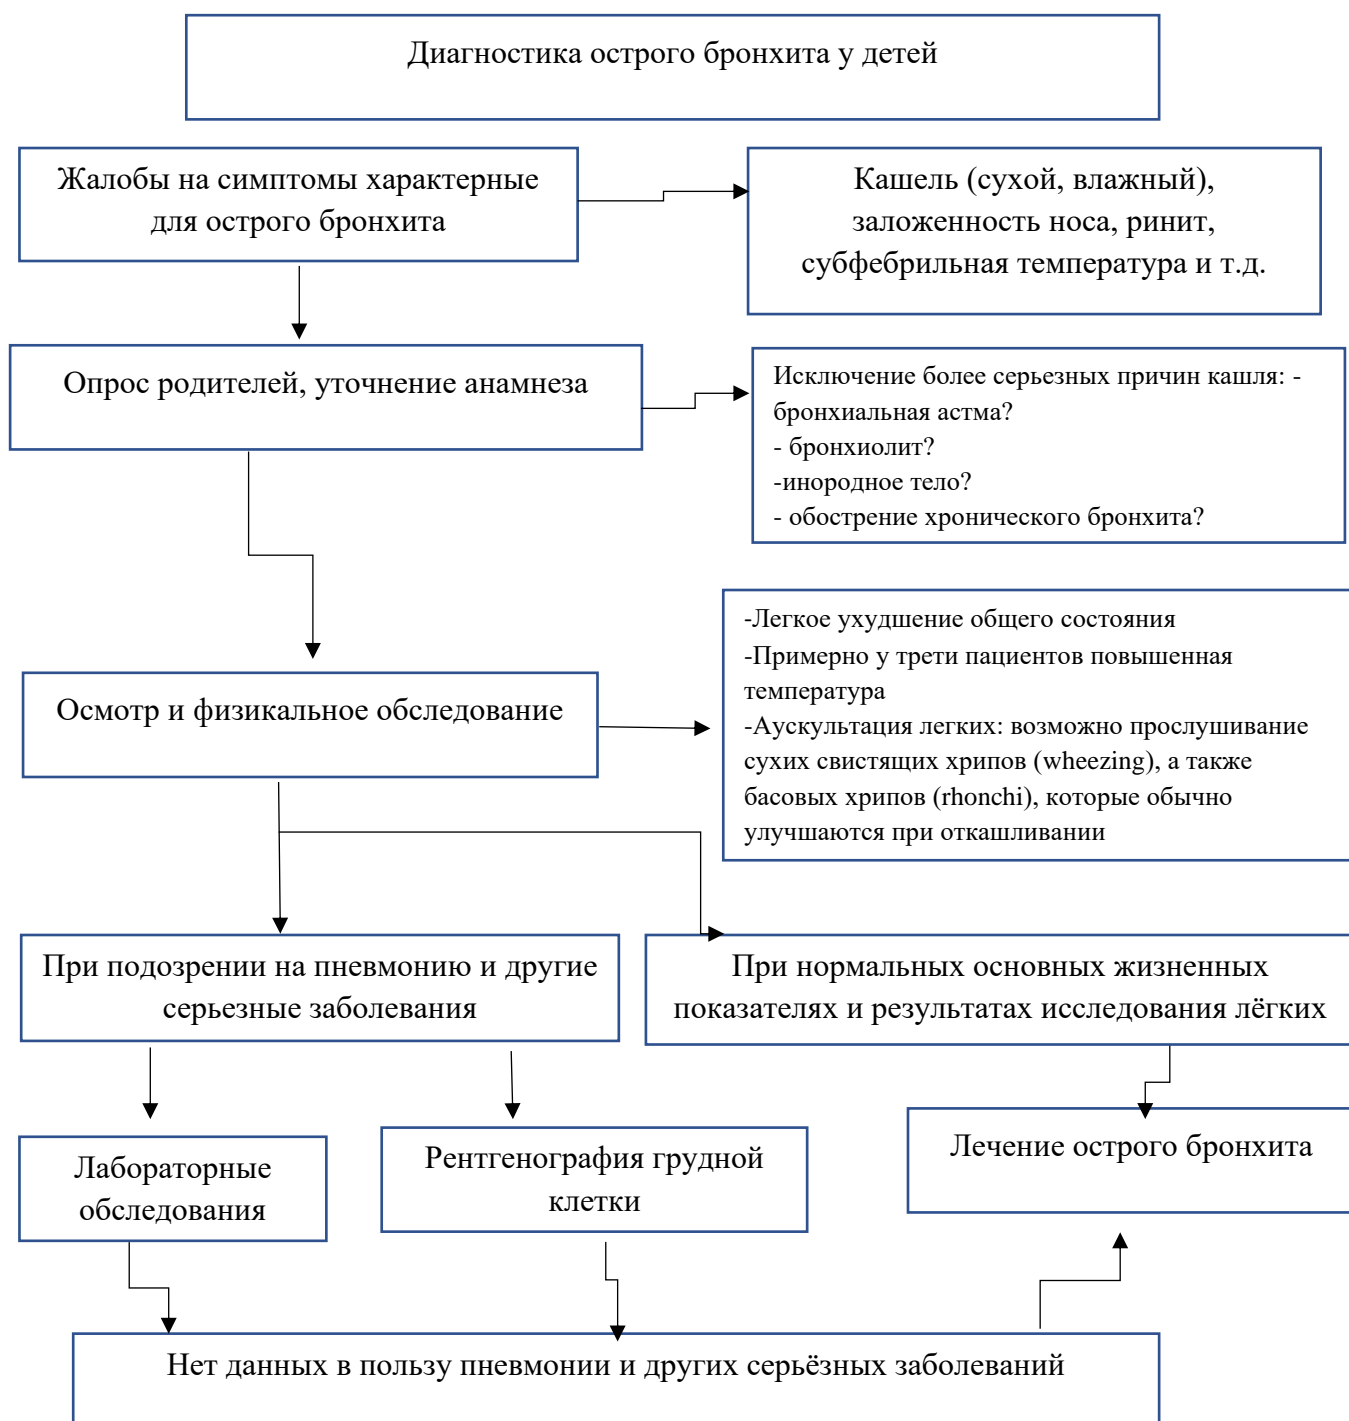 Диагностика острого бронхита у детей
Жалобы на симптомы характерные
для острого бронхита
Кашель (сухой, влажный),
заложенность носа, ринит,
субфебрильная температура и т.д.
Опрос родителей, уточнение анамнеза
Исключение более серьезных причин кашля: -
бронхиальная астма?
- бронхиолит?
-инородное тело?
- обострение хронического бронхита?
Осмотр и физикальное обследование
-Легкое ухудшение общего состояния
-Примерно у трети пациентов повышенная
температура
-Аускультация легких: возможно прослушивание
сухих свистящих хрипов (wheezing), а также
басовых хрипов (rhonchi), которые обычно
улучшаются при откашливании
При подозрении на пневмонию и другие
серьезные заболевания
При нормальных основных жизненных
показателях и результатах исследования лёгких
Лабораторные
обследования
Рентгенография грудной
клетки
Лечение острого бронхита
Нет данных в пользу пневмонии и других серьёзных заболеваний